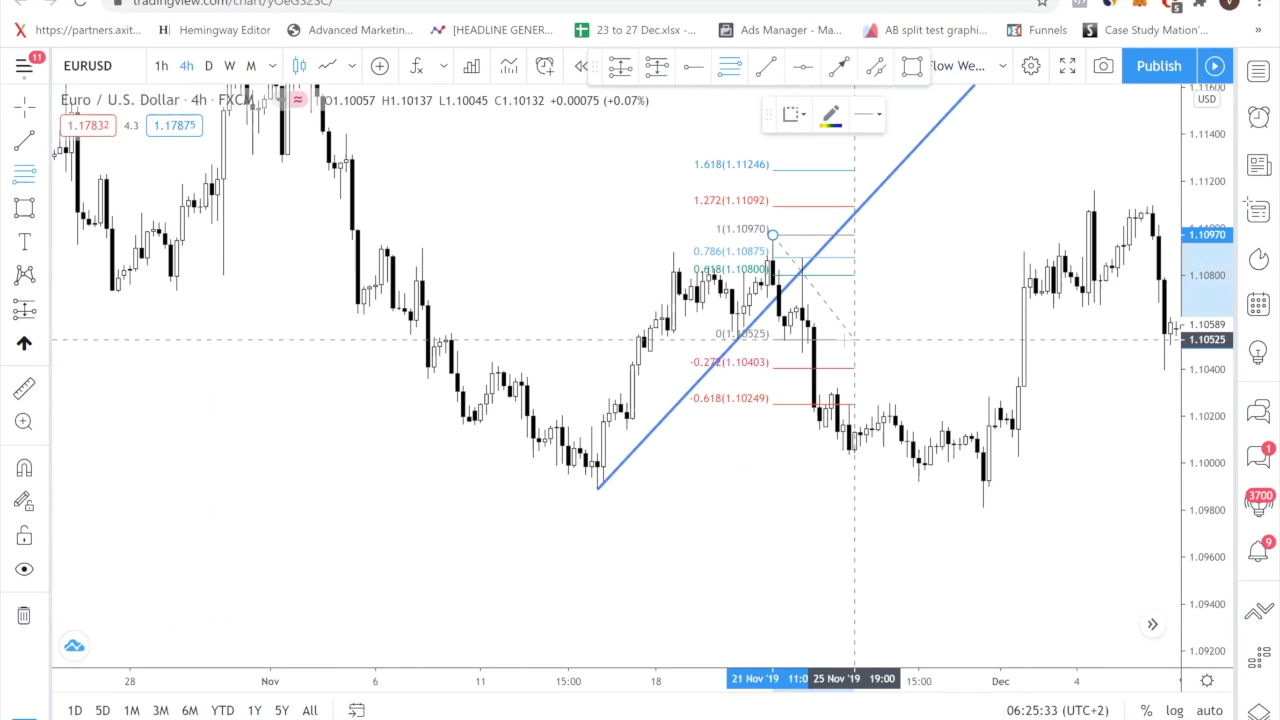 tradingview.com/chart/yOeGS2SC/
5
V
https://partners.axit...
Hemingway Editor
Advanced Marketin...
[HEADLINE GENER...
23 to 27 Dec.xlsx -...
Ads Manager - Ma...
AB split test graphi...
Funnels
Case Study Mation'...
»
11
EURUSD
1h 4h D W M
Flow We...
Publish
Euro / U.S. Dollar · 4h · FXCM
O1.10057 H1.10137 L1.10045 C1.10132 +0.00075 (+0.07%)
1.17832 4.3 1.17875
USD
1.11600
1.11400
1.11200
1.10970
1.10800
1.10589
1.10525
1.10400
1.10200
1.10000
1.09800
1.09600
1.09400
1.09200
1.618(1.11246)
1.272(1.11092)
1(1.10970)
0.786(1.10875)
0.618(1.10800)
0(1.10525)
-0.272(1.10403)
-0.618(1.10249)
1
3700
9
28 Nov 6 11 15:00 18 21 Nov '19 11:0 25 Nov '19 19:00 15:00 Dec 4
1D 5D 1M 3M 6M YTD 1Y 5Y All
06:25:33 (UTC+2) % log auto